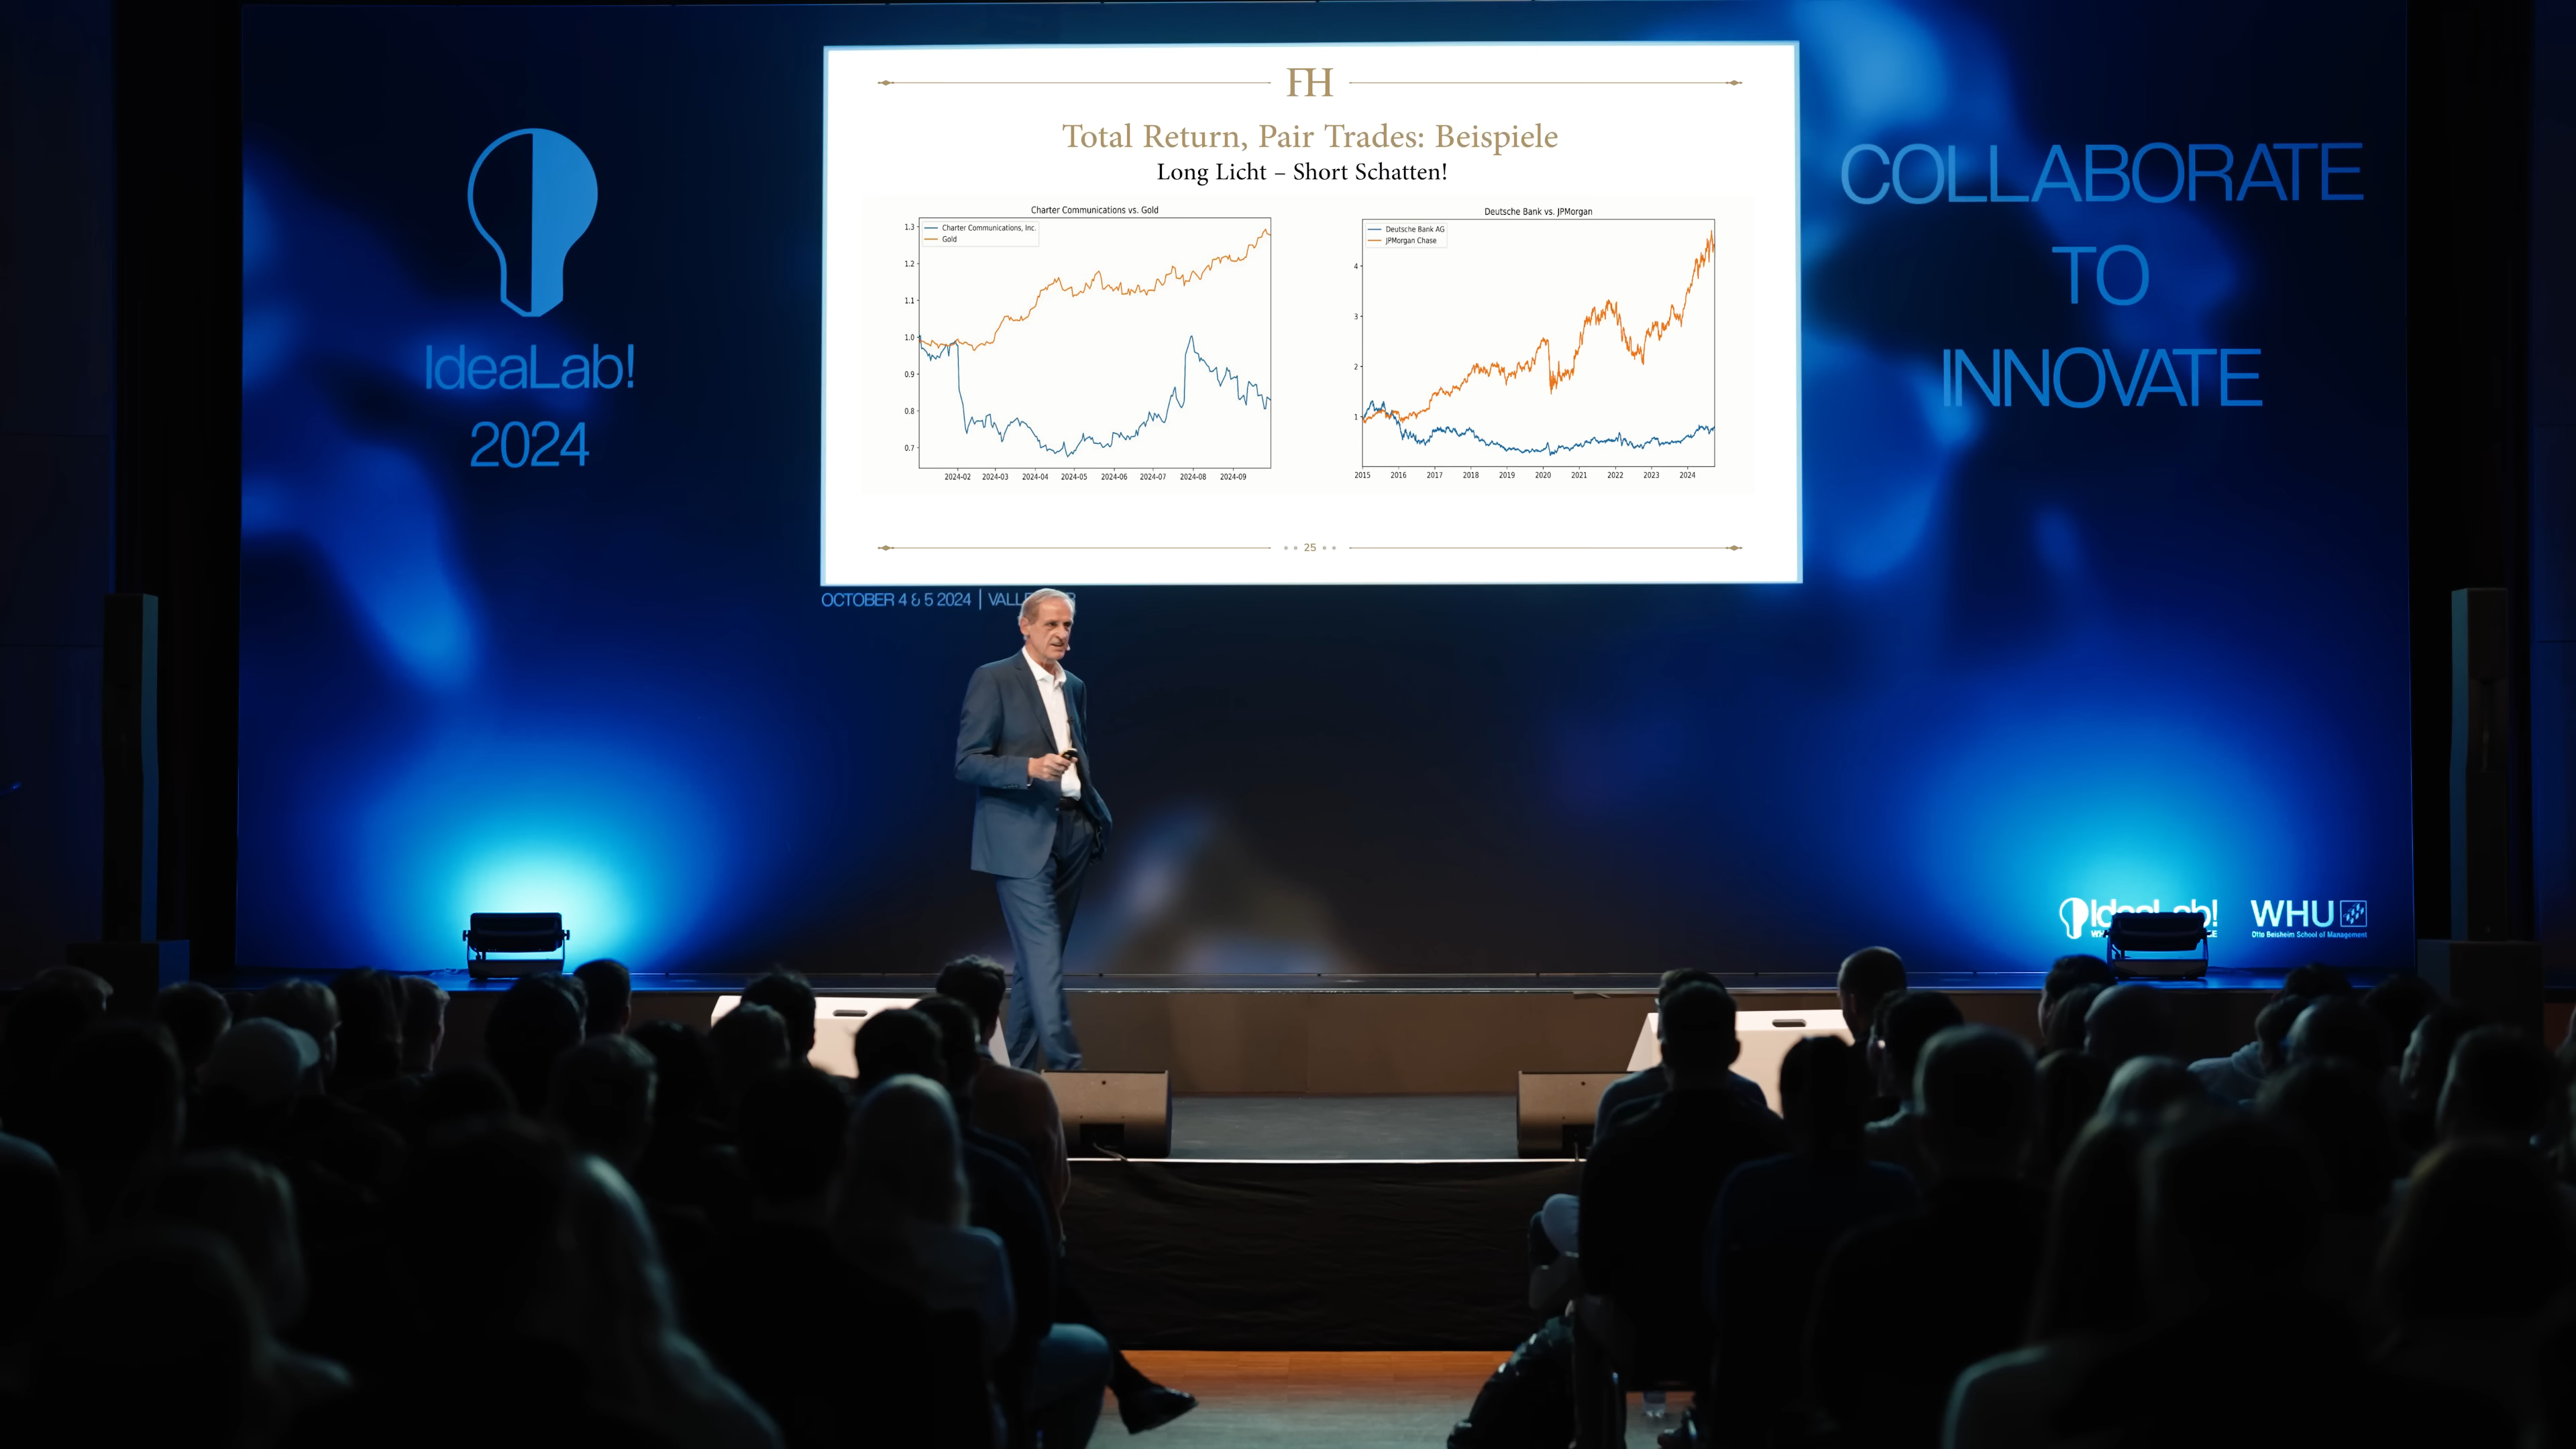 IdeaLab!
2024
FH
Total Return, Pair Trades: Beispiele
Long Licht – Short Schatten!
Charter Communications vs. Gold
Charter Communications, Inc.
Gold
1.3
1.2
1.1
1.0
0.9
0.8
0.7
2024-02 2024-03 2024-04 2024-05 2024-06 2024-07 2024-08 2024-09
Deutsche Bank vs. JPMorgan
Deutsche Bank AG
JPMorgan Chase
4
3
2
1
2015 2016 2017 2018 2019 2020 2021 2022 2023 2024
25
COLLABORATE
TO
INNOVATE
OCTOBER 4 & 5 2024 |
IdeaLab!
WHU
Otto Beisheim School of Management